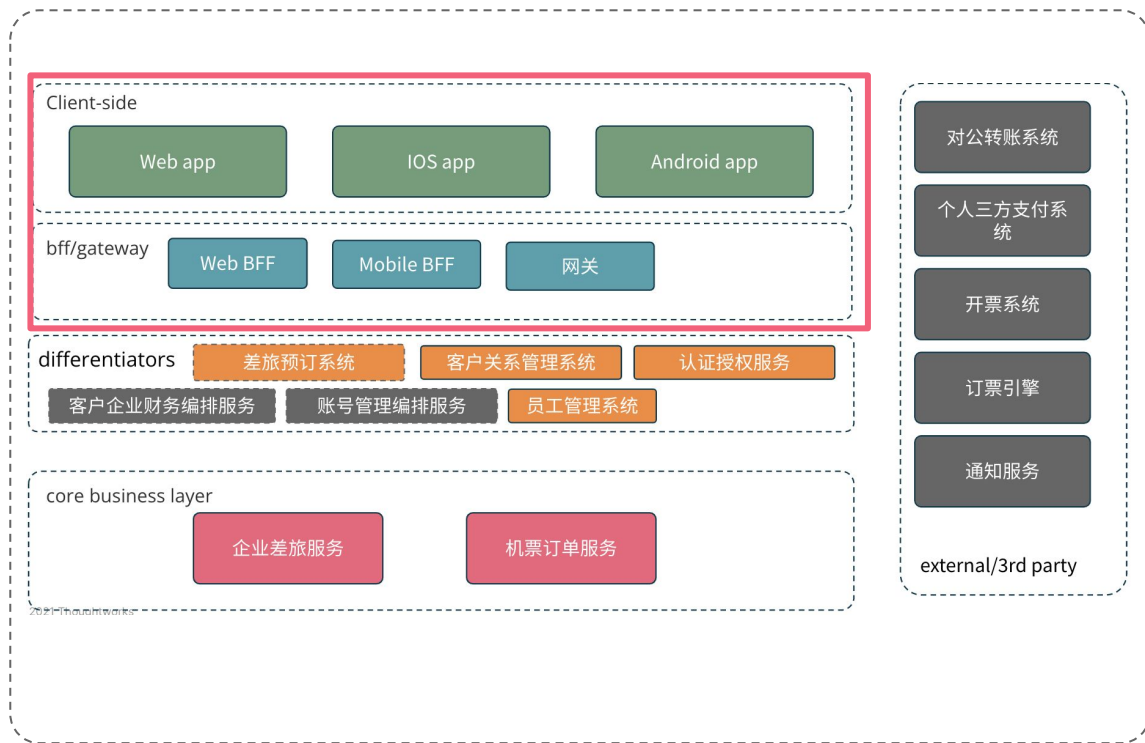 Client-side
Web app
IOS app
Android app
bff/gateway
Web BFF
Mobile BFF
网关
differentiators
差旅预订系统
客户关系管理系统
认证授权服务
客户企业财务编排服务
账号管理编排服务
员工管理系统
core business layer
企业差旅服务
机票订单服务
2021 Thoughtworks
对公转账系统
个人三方支付系
统
开票系统
订票引擎
通知服务
external/3rd party